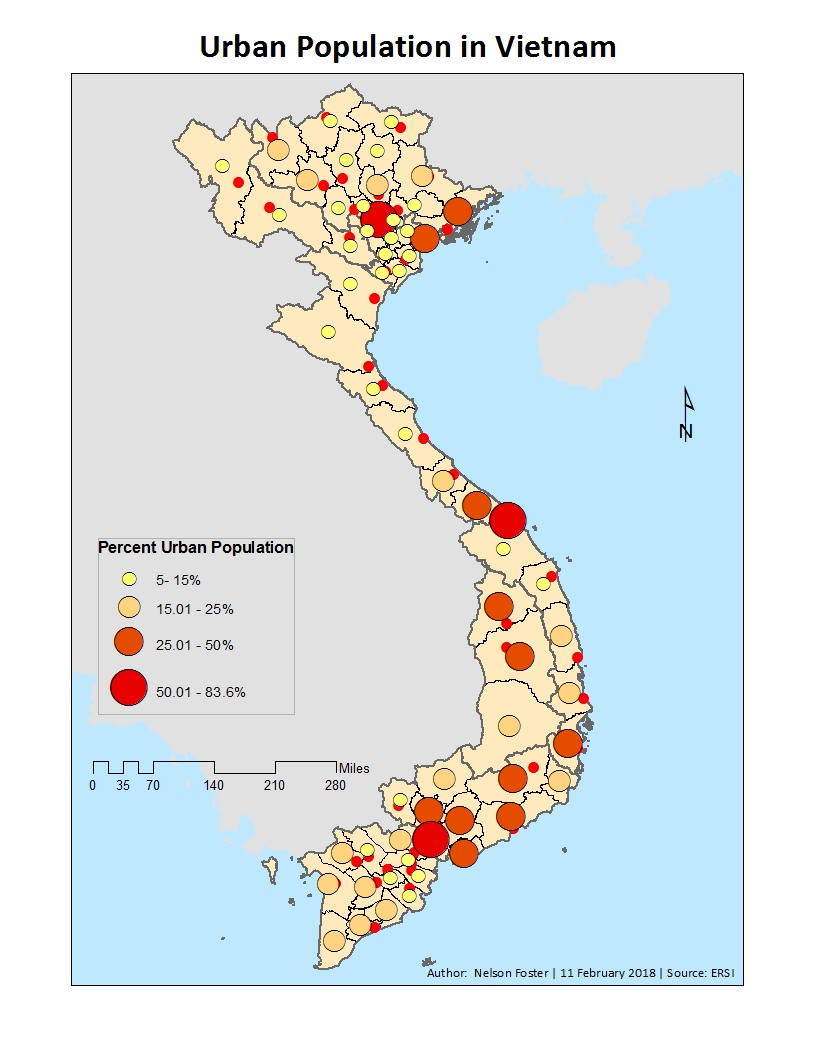 Urban Population in Vietnam
N
Percent Urban Population
5- 15%
15.01 - 25%
25.01 - 50%
50.01 - 83.6%
Miles
0 35 70 140 210 280
Author: Nelson Foster | 11 February 2018 | Source: ERSI